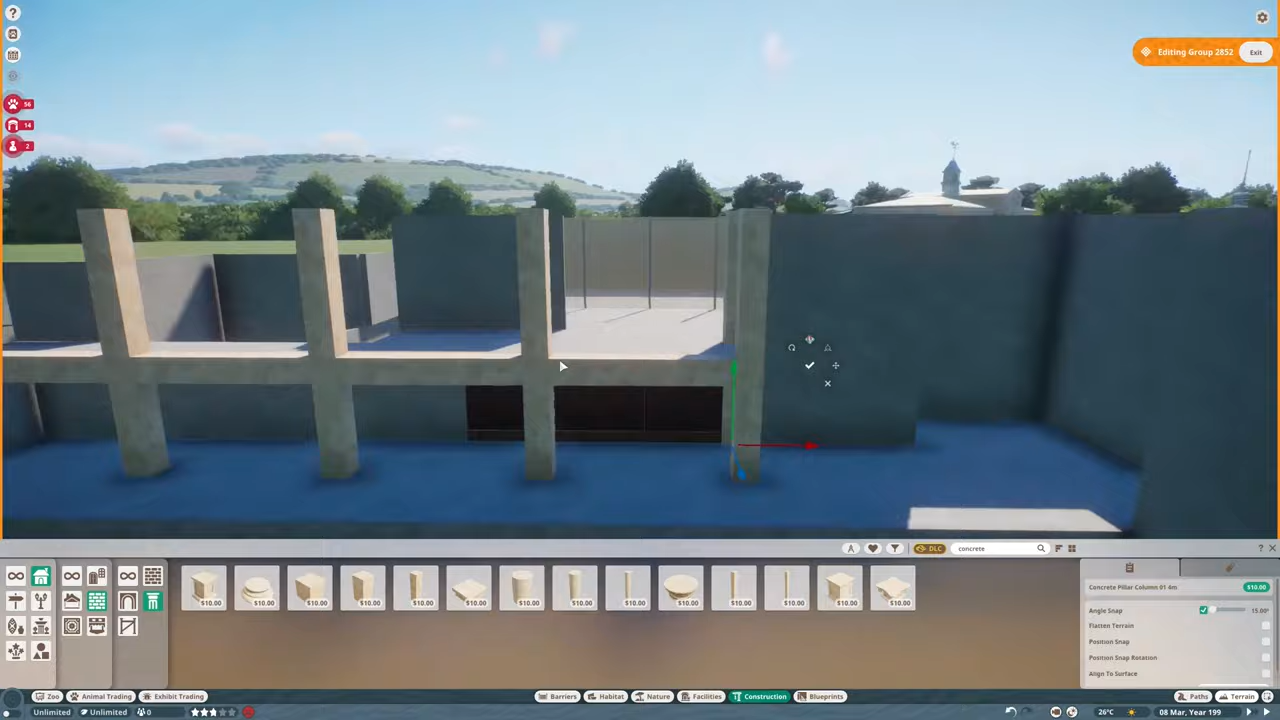 ?
Editing Group 2852
Exit
56
14
2
A
DLC
concrete
? ×
$10.00 $10.00 $10.00 $10.00 $10.00 $10.00 $10.00 $10.00 $10.00 $10.00 $10.00 $10.00 $10.00 $10.00
Concrete Pillar Column 01 4m $10.00
Angle Snap 15.00°
Flatten Terrain
Position Snap
Position Snap Rotation
Align To Surface
Zoo Animal Trading Exhibit Trading Barriers Habitat Nature Facilities Construction Blueprints Paths Terrain
Unlimited Unlimited 0 26°C 08 Mar, Year 199